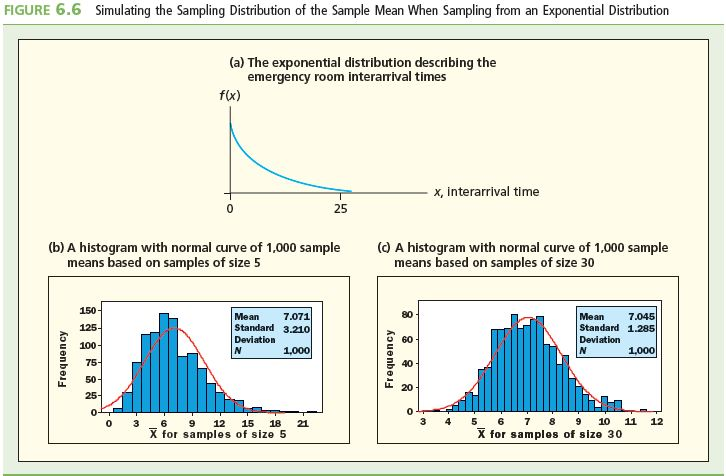 FIGURE 6.6 Simulating the Sampling Distribution of the Sample Mean When Sampling from an Exponential Distribution
(a) The exponential distribution describing the
emergency room interarrival times
f(x)
x, interarrival time
0 25
(b) A histogram with normal curve of 1,000 sample
means based on samples of size 5
Frequency
150
125
100
75
50
25
0
Mean 7.071
Standard 3.210
Deviation
N 1,000
0 3 6 9 12 15 18 21
X̅ for samples of size 5
(c) A histogram with normal curve of 1,000 sample
means based on samples of size 30
Frequency
80
60
40
20
0
Mean 7.045
Standard 1.285
Deviation
N 1,000
3 4 5 6 7 8 9 10 11 12
X̅ for samples of size 30